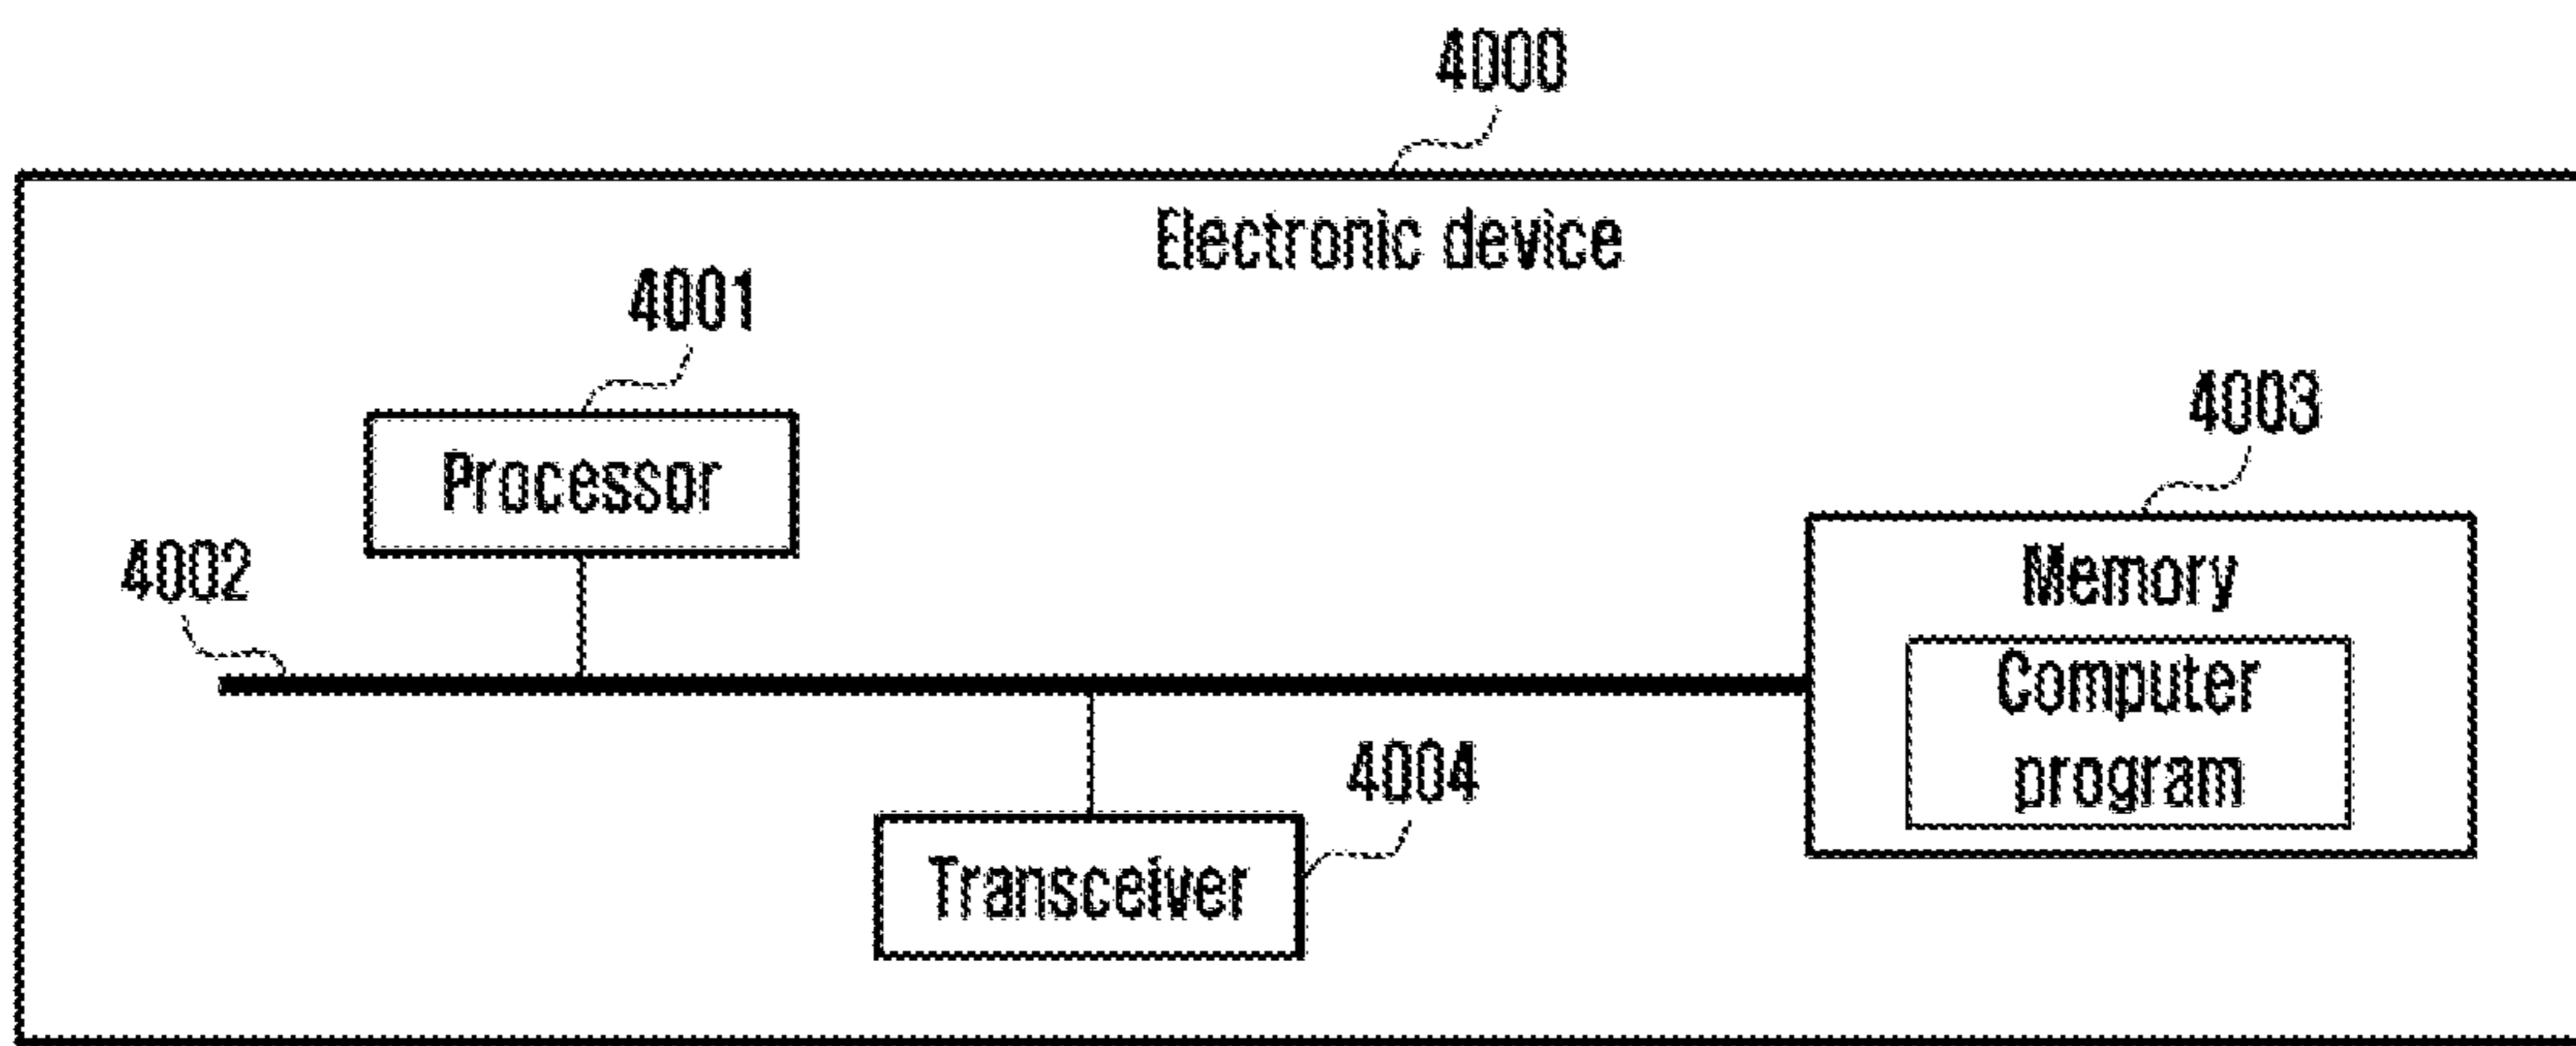 4000
Electronic device
4001
Processor
4002
4003
Memory
Computer
program
4004
Transceiver